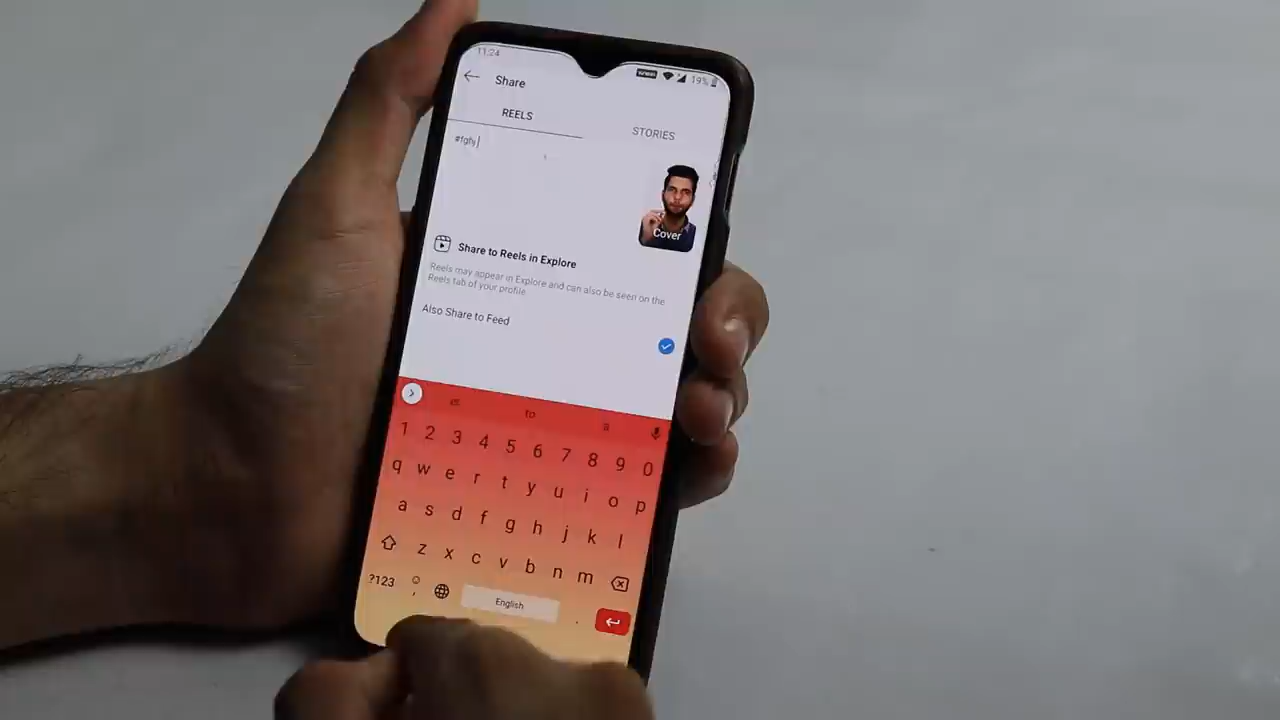 11:24
19%
Share
REELS
STORIES
#fgfy
Cover
Share to Reels in Explore
Reels may appear in Explore and can also be seen on the
Reels tab of your profile.
Also Share to Feed
to a
1 2 3 4 5 6 7 8 9 0
q w e r t y u i o p
a s d f g h j k l
z x c v b n m
?123 , English .